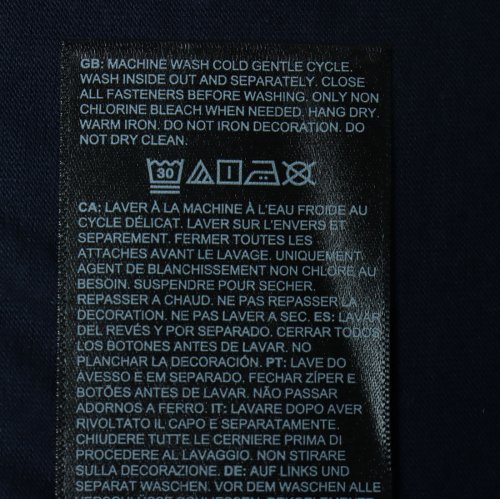 GB: MACHINE WASH COLD GENTLE CYCLE.
WASH INSIDE OUT AND SEPARATELY. CLOSE
ALL FASTENERS BEFORE WASHING. ONLY NON
CHLORINE BLEACH WHEN NEEDED. HANG DRY.
WARM IRON. DO NOT IRON DECORATION. DO
NOT DRY CLEAN.
30
CA: LAVER À LA MACHINE À L'EAU FROIDE AU
CYCLE DÉLICAT. LAVER SUR L'ENVERS ET
SÉPAREMENT. FERMER TOUTES LES
ATTACHES AVANT LE LAVAGE. UNIQUEMENT
AGENT DE BLANCHISSEMENT NON CHLORÉ AU
BESOIN. SUSPENDRE POUR SÉCHER.
REPASSER A CHAUD. NE PAS REPASSER LA
DECORATION. NE PAS LAVER A SEC. ES: LAVAR
DEL REVÉS Y POR SEPARADO. CERRAR TODOS
LOS BOTONES ANTES DE LAVAR. NO
PLANCHAR LA DECORACIÓN. PT: LAVE DO
AVESSO E EM SEPARADO. FECHAR ZÍPER E
BOTÕES ANTES DE LAVAR. NÃO PASSAR
ADORNOS A FERRO. IT: LAVARE DOPO AVER
RIVOLTATO IL CAPO E SEPARATAMENTE.
CHIUDERE TUTTE LE CERNIERE PRIMA DI
PROCEDERE AL LAVAGGIO. NON STIRARE
SULLA DECORAZIONE. DE: AUF LINKS UND
SEPARAT WASCHEN. VOR DEM WASCHEN ALLE